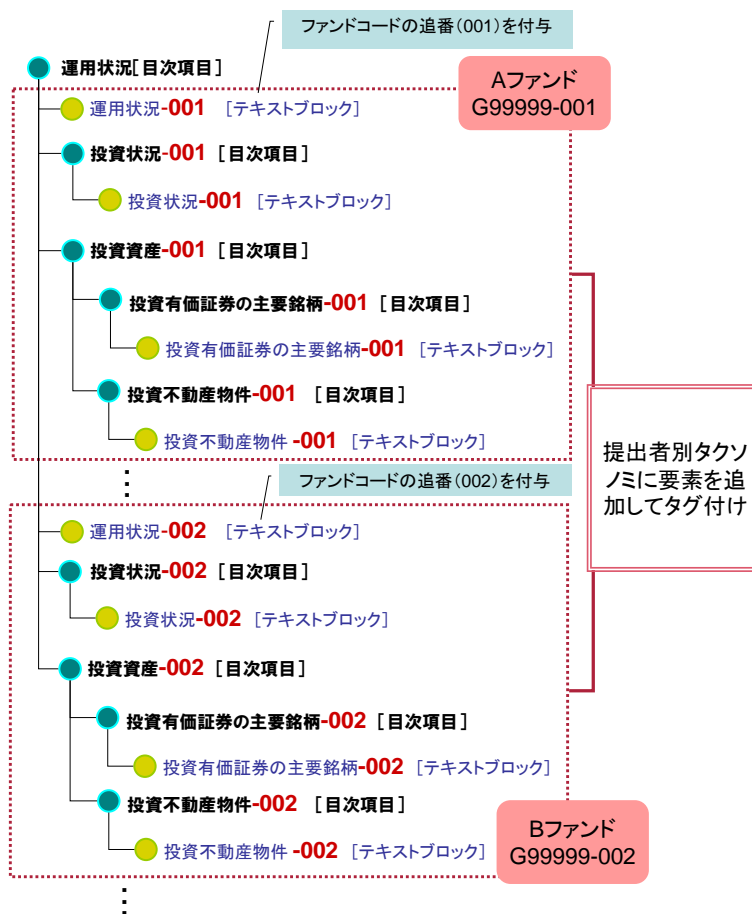 ファンドコードの追番(001)を付与
運用状況[目次項目]
Aファンド
G99999-001
運用状況-001 [テキストブロック]
投資状況-001 [目次項目]
投資状況-001 [テキストブロック]
投資資産-001 [目次項目]
投資有価証券の主要銘柄-001 [目次項目]
投資有価証券の主要銘柄-001 [テキストブロック]
投資不動産物件-001 [目次項目]
投資不動産物件-001 [テキストブロック]
提出者別タクソ
ノミに要素を追
加してタグ付け
ファンドコードの追番(002)を付与
運用状況-002 [テキストブロック]
投資状況-002 [目次項目]
投資状況-002 [テキストブロック]
投資資産-002 [目次項目]
投資有価証券の主要銘柄-002 [目次項目]
投資有価証券の主要銘柄-002 [テキストブロック]
投資不動産物件-002 [目次項目]
投資不動産物件-002 [テキストブロック]
Bファンド
G99999-002